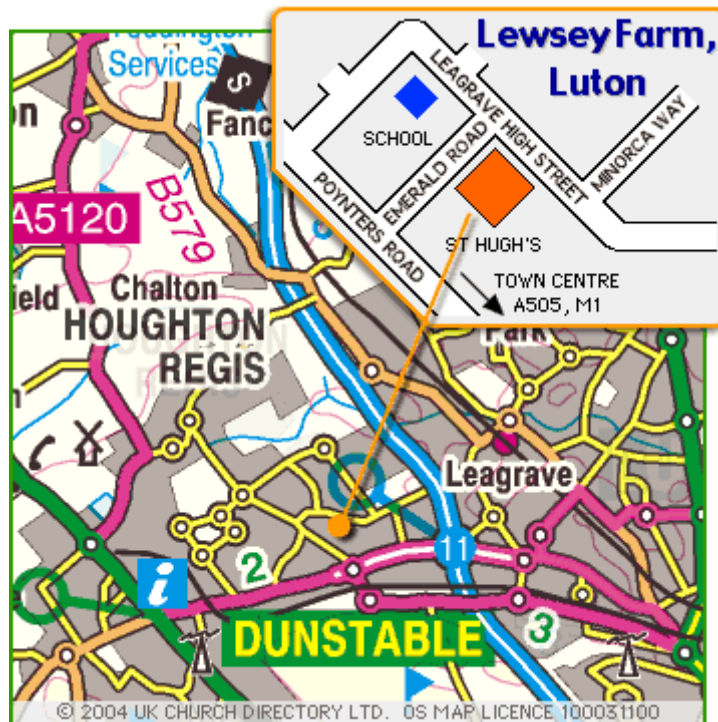 Lewsey Farm,
Luton
LEAGRAVE HIGH STREET
MINORCA WAY
SCHOOL
EMERALD ROAD
POYNTERS ROAD
ST HUGH'S
TOWN CENTRE
A505, M1
Services
S
Fanc
B579
A5120
Chalton
HOUGHTON
REGIS
Park
Leagrave
11
2
i
DUNSTABLE
3
© 2004 UK CHURCH DIRECTORY LTD. OS MAP LICENCE 1000311100